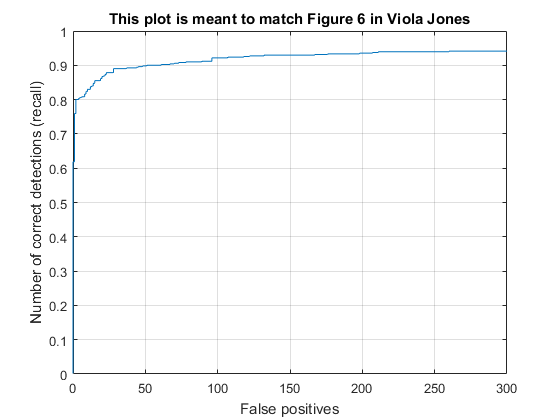 This plot is meant to match Figure 6 in Viola Jones
1
0.9
0.8
0.7
0.6
0.5
0.4
0.3
0.2
0.1
0
Number of correct detections (recall)
0 50 100 150 200 250 300
False positives